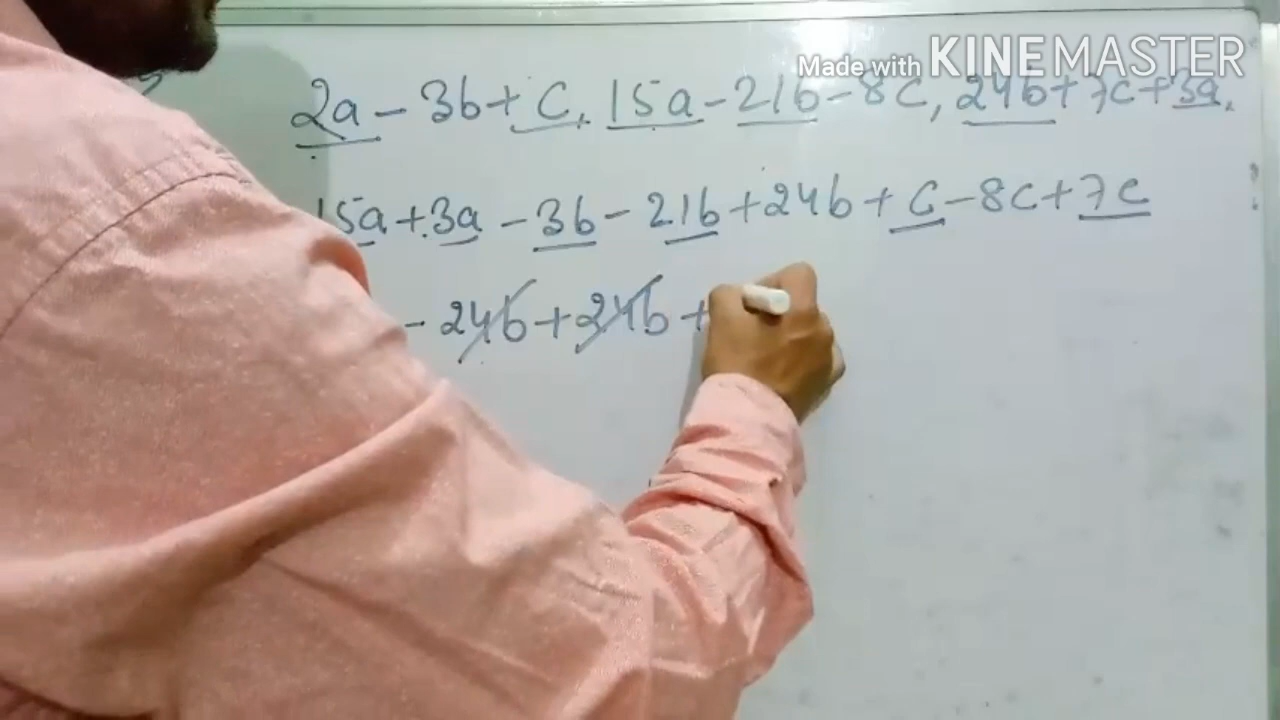 Made with KINEMASTER
2a - 3b + c, 15a - 21b - 8c, 24b + 7c + 3a.
15a + 3a - 3b - 21b + 24b + c - 8c + 7c
- 24b + 24b +